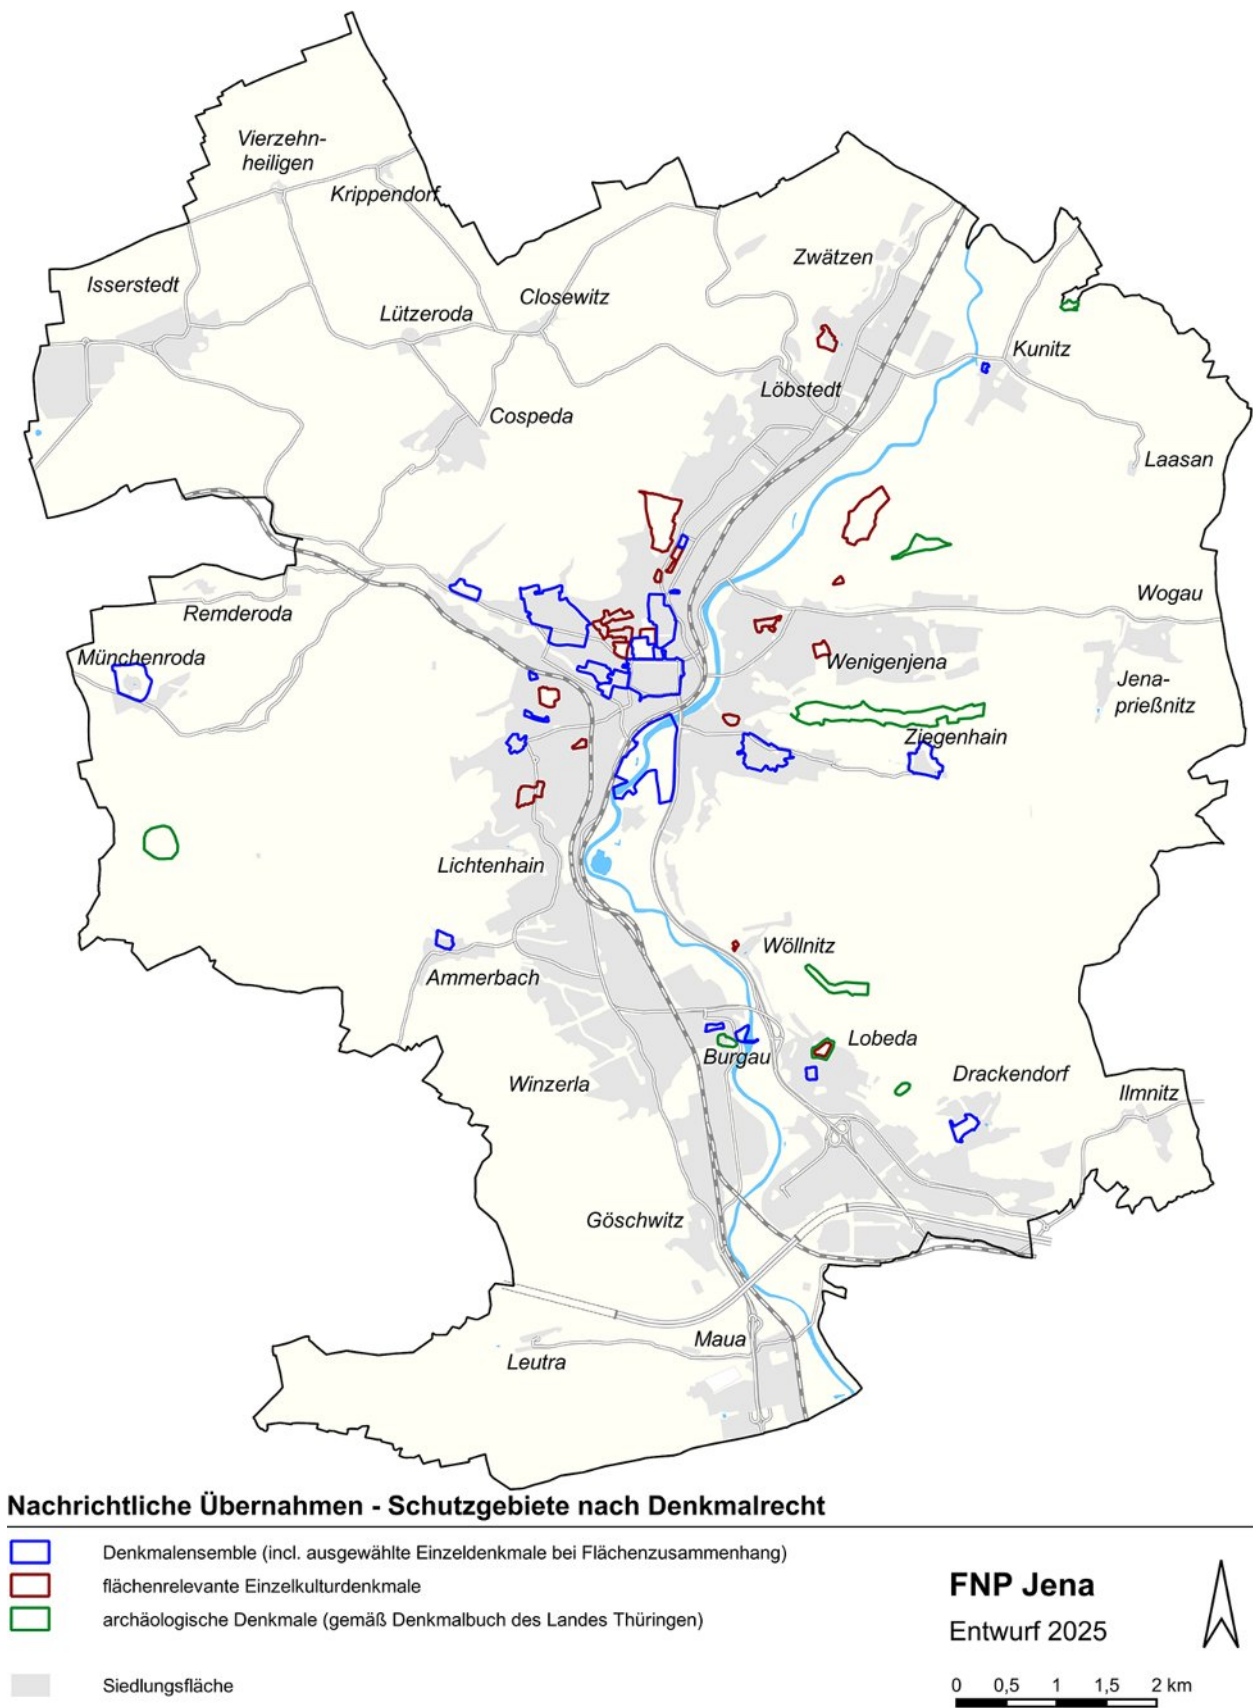 Vierzehn-
heiligen
Krippendorf
Zwätzen
Isserstedt
Closewitz
Lützeroda
Kunitz
Löbstedt
Cospeda
Laasan
Wogau
Remderoda
Münchenroda
Wenigenjena
Jena-
prießnitz
Ziegenhain
Lichtenhain
Wöllnitz
Ammerbach
Lobeda
Burgau
Drackendorf
Winzerla
Ilmnitz
Göschwitz
Maua
Leutra
Nachrichtliche Übernahmen - Schutzgebiete nach Denkmalrecht
Denkmalensemble (incl. ausgewählte Einzeldenkmale bei Flächenzusammenhang)
flächenrelevante Einzelkulturdenkmale
archäologische Denkmale (gemäß Denkmalbuch des Landes Thüringen)
Siedlungsfläche
FNP Jena
Entwurf 2025
0 0,5 1 1,5 2 km